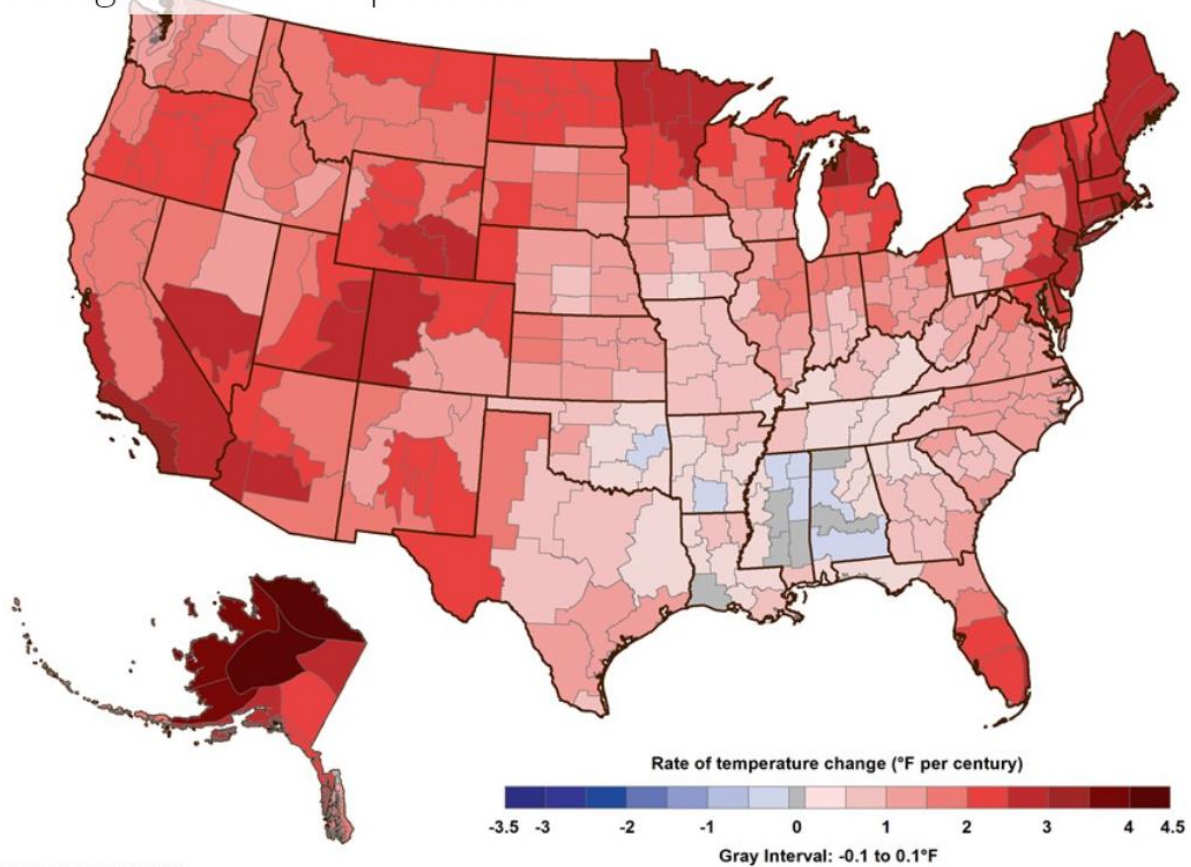 Rate of temperature change (°F per century)
-3.5 -3 -2 -1 0 1 2 3 4 4.5
Gray Interval: -0.1 to 0.1°F